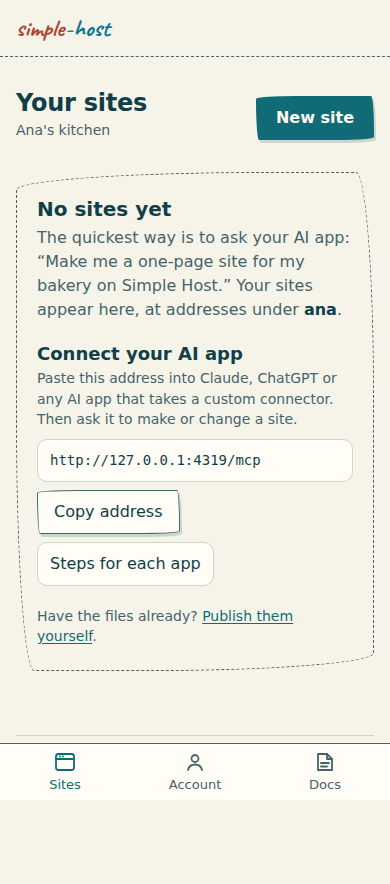 simple-host
Your sites
Ana's kitchen
New site
No sites yet
The quickest way is to ask your AI app:
“Make me a one-page site for my
bakery on Simple Host.” Your sites
appear here, at addresses under ana.
Connect your AI app
Paste this address into Claude, ChatGPT or
any AI app that takes a custom connector.
Then ask it to make or change a site.
http://127.0.0.1:4319/mcp
Copy address
Steps for each app
Have the files already? Publish them
yourself.
Sites
Account
Docs